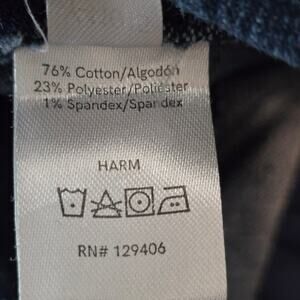 76% Cotton/Algodón
23% Polyester/Poliéster
1% Spandex/Spandex
HARM
RN# 129406